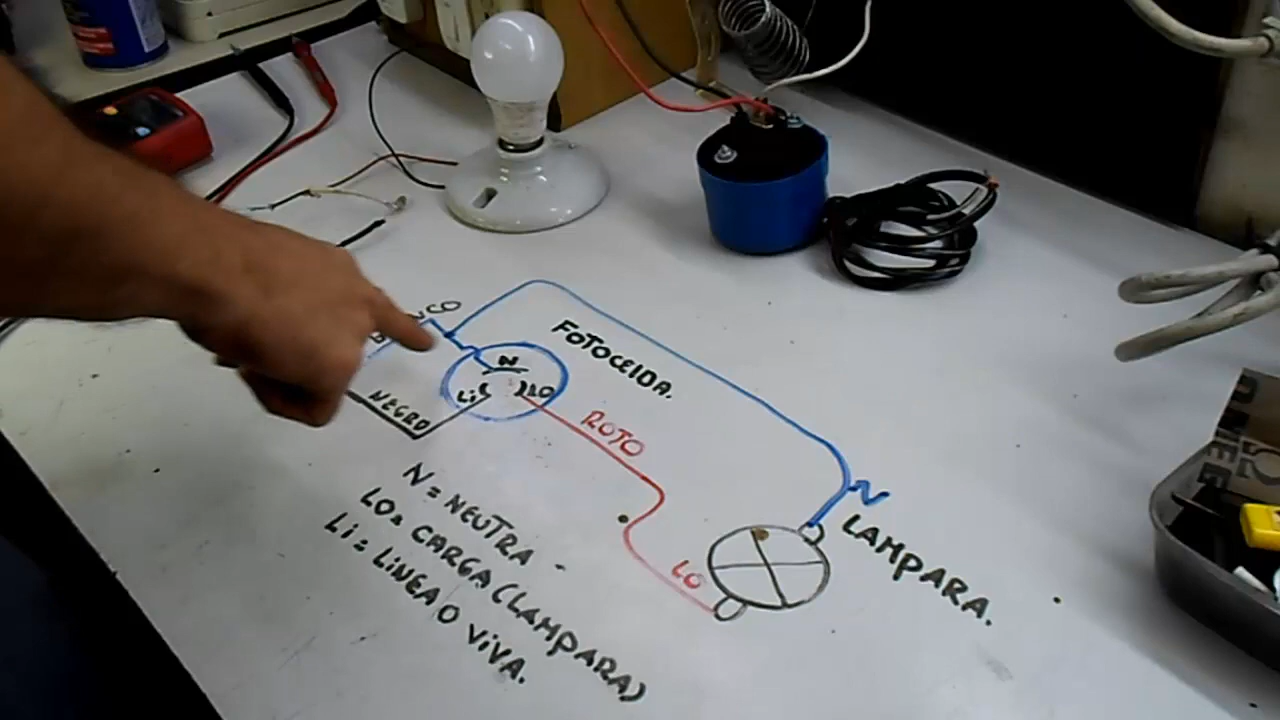 FOTOCELDA.
N
Li
LO
NEGRO
ROJO
N
LAMPARA.
LO
N = NEUTRA -
LO = CARGA (LAMPARA)
Li = LiNEA O ViVA.